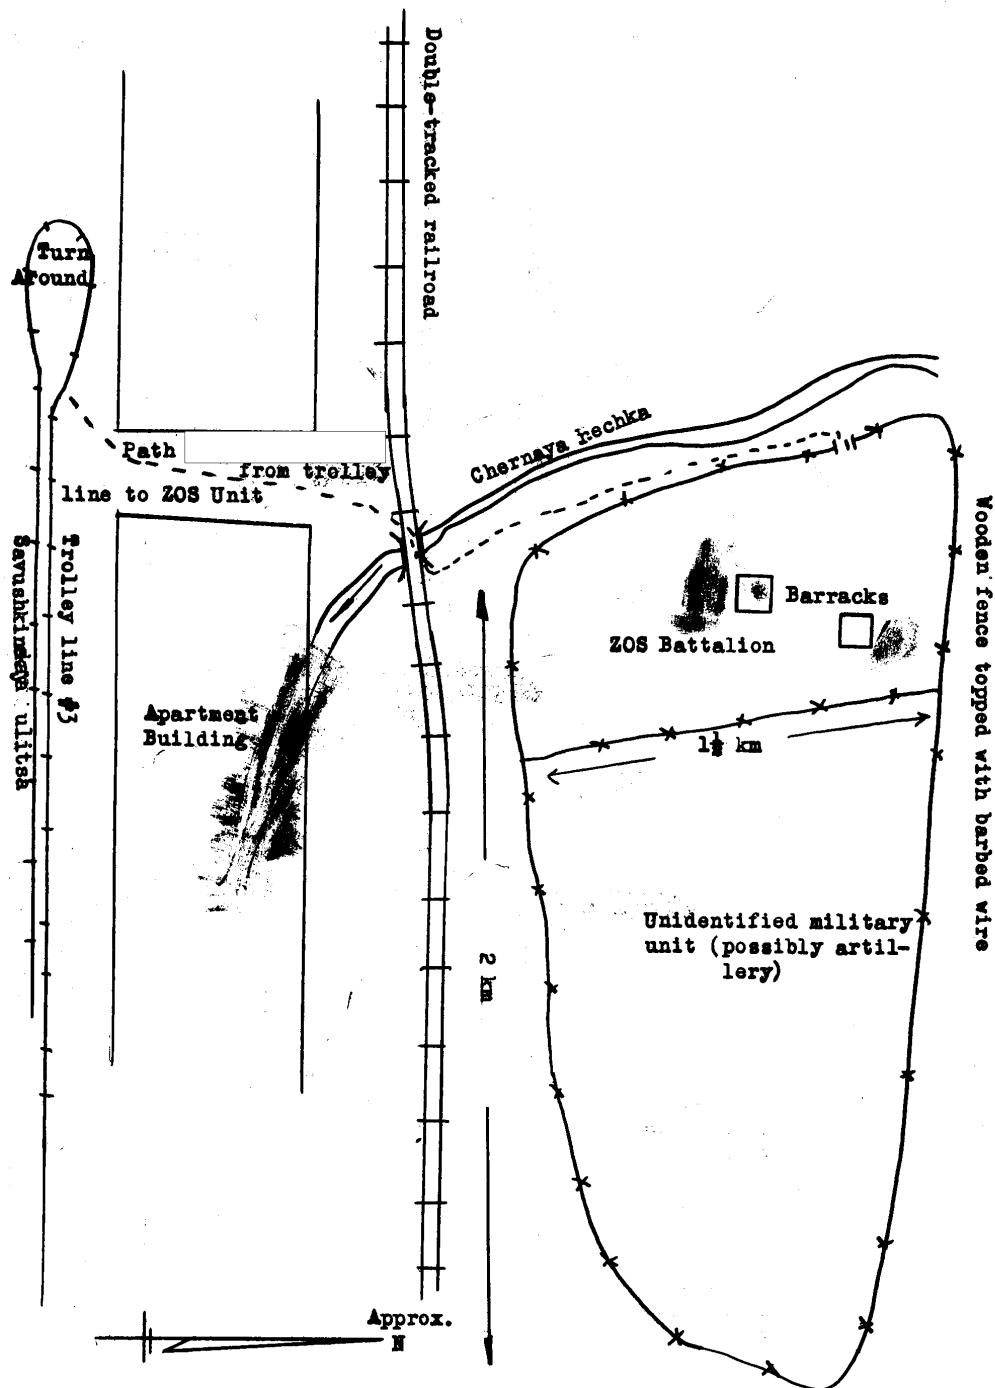 Double-tracked railroad
Turn
Around
Chernaya Rechka
Path
from trolley
line to ZOS Unit
Trolley line #3
Savushkinskaya ulitsa
Barracks
ZOS Battalion
Wooden fence topped with barbed wire
Apartment
Building
1½ km
Unidentified military
unit (possibly artil-
lery)
2 km
Approx.
N